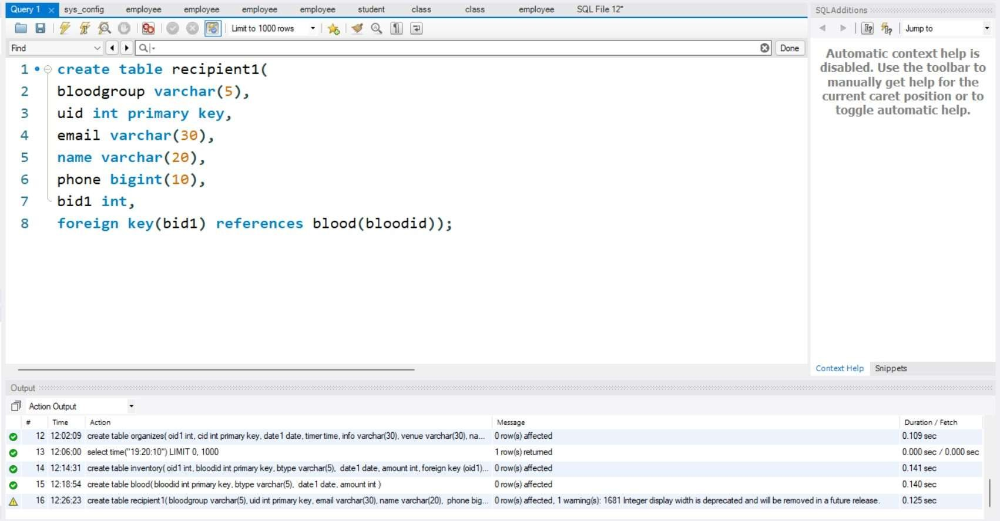 Query 1 sys_config employee employee employee employee student class class employee SQL File 12*
Limit to 1000 rows
Find Done
1 create table recipient1(
2 bloodgroup varchar(5),
3 uid int primary key,
4 email varchar(30),
5 name varchar(20),
6 phone bigint(10),
7 bid1 int,
8 foreign key(bid1) references blood(bloodid));
SQLAdditions
Jump to
Automatic context help is
disabled. Use the toolbar to
manually get help for the
current caret position or to
toggle automatic help.
Context Help Snippets
Output
Action Output
# Time Action Message Duration / Fetch
12 12:02:09 create table organizes( oid1 int, cid int primary key, date1 date, timer time, info varchar(30), venue varchar(30), na... 0 row(s) affected 0.109 sec
13 12:06:00 select time("19:20:10") LIMIT 0, 1000 1 row(s) returned 0.000 sec / 0.000 sec
14 12:14:31 create table inventory( oid1 int, bloodid int primary key, btype varchar(5), date1 date, amount int, foreign key (oid1)... 0 row(s) affected 0.141 sec
15 12:18:54 create table blood( bloodid int primary key, btype varchar(5), date1 date, amount int ) 0 row(s) affected 0.140 sec
16 12:26:23 create table recipient1( bloodgroup varchar(5), uid int primary key, email varchar(30), name varchar(20), phone big... 0 row(s) affected, 1 warning(s): 1681 Integer display width is deprecated and will be removed in a future release. 0.125 sec